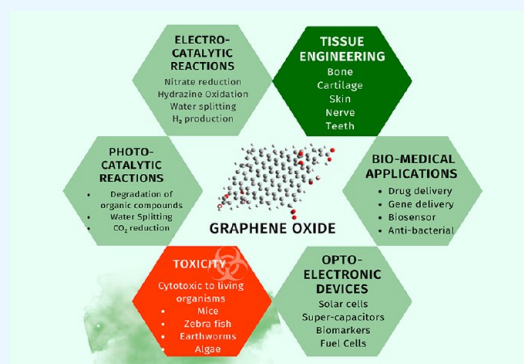 ELECTRO-
CATALYTIC
REACTIONS
Nitrate reduction
Hydrazine Oxidation
Water splitting
H₂ production
TISSUE
ENGINEERING
Bone
Cartilage
Skin
Nerve
Teeth
PHOTO-
CATALYTIC
REACTIONS
• Degradation of
organic compounds
• Water Splitting
• CO₂ reduction
GRAPHENE OXIDE
BIO-MEDICAL
APPLICATIONS
• Drug delivery
• Gene delivery
• Biosensor
• Anti-bacterial
TOXICITY
Cytotoxic to living
organisms
• Mice
• Zebra fish
• Earthworms
• Algae
OPTO-
ELECTRONIC
DEVICES
Solar cells
Super-capacitors
Biomarkers
Fuel Cells